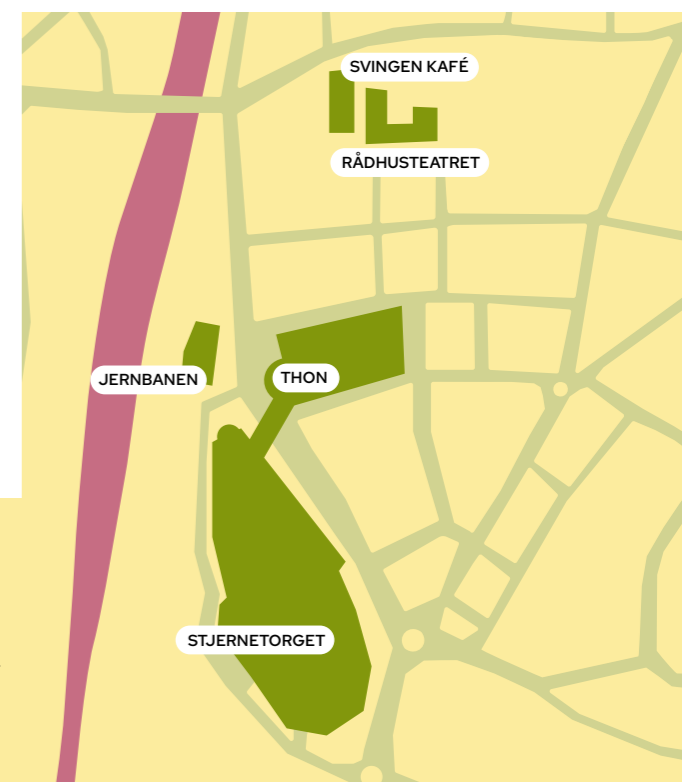 SVINGEN KAFÉ
RÅDHUSTEATRET
JERNBANEN
THON
STJERNETORGET